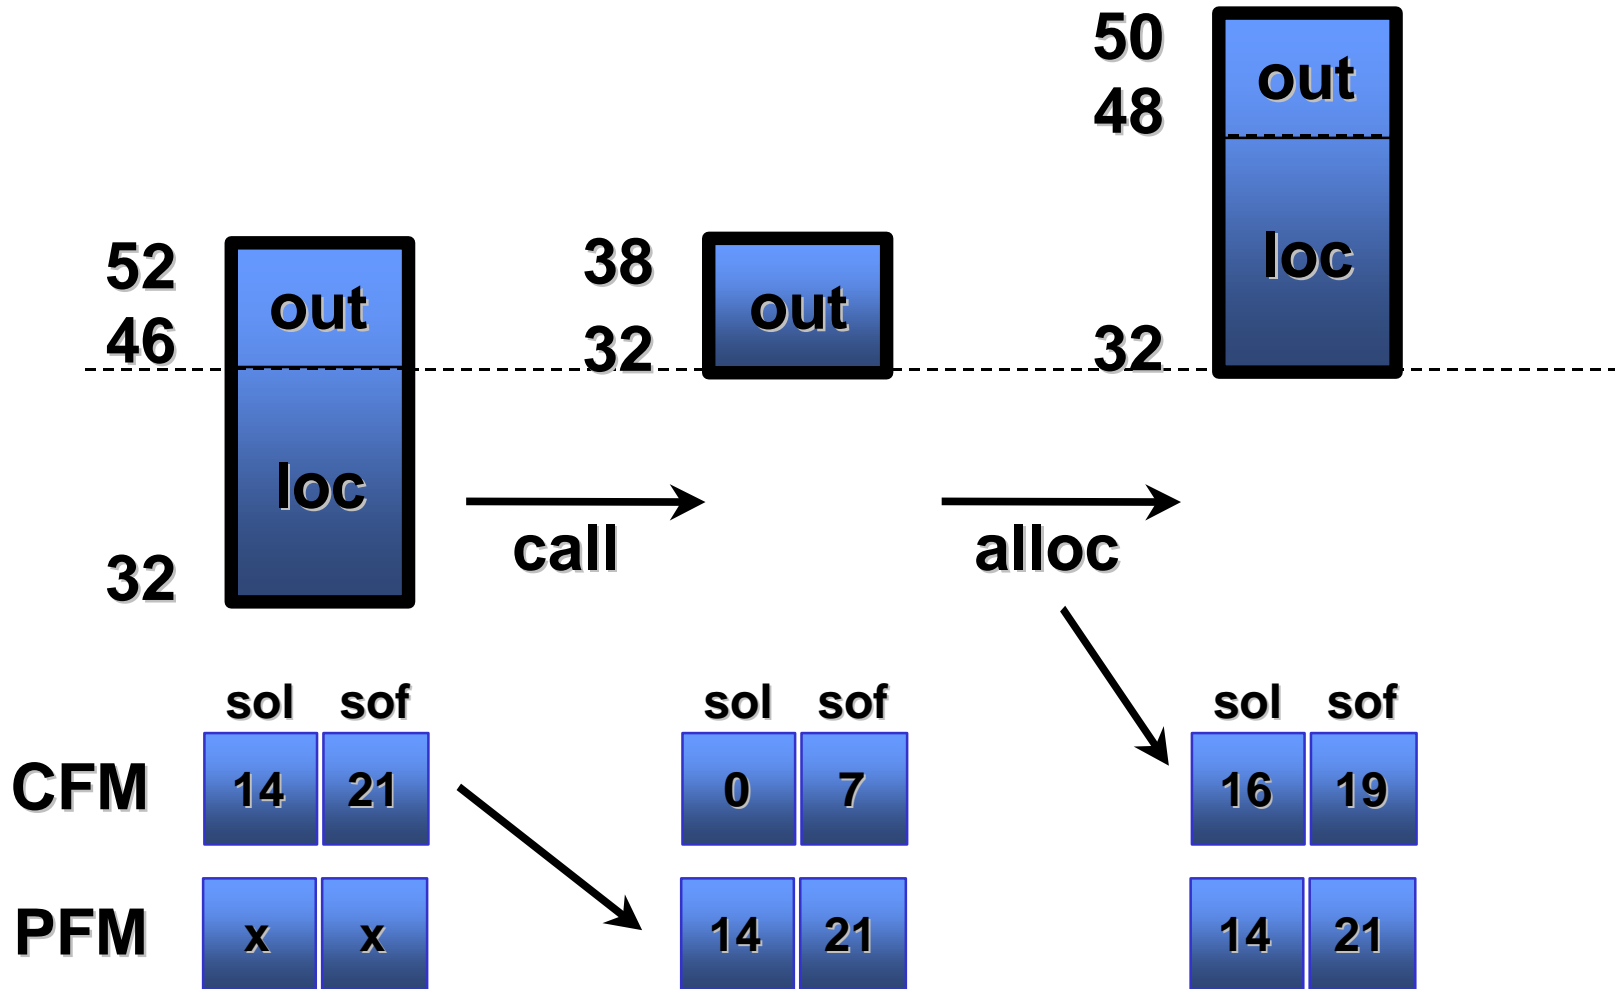 50
out
48
52
out
46
38
out
32
loc
32
loc
32
call
alloc
sol sof
sol sof
sol sof
CFM 14 21
0 7
16 19
PFM x x
14 21
14 21